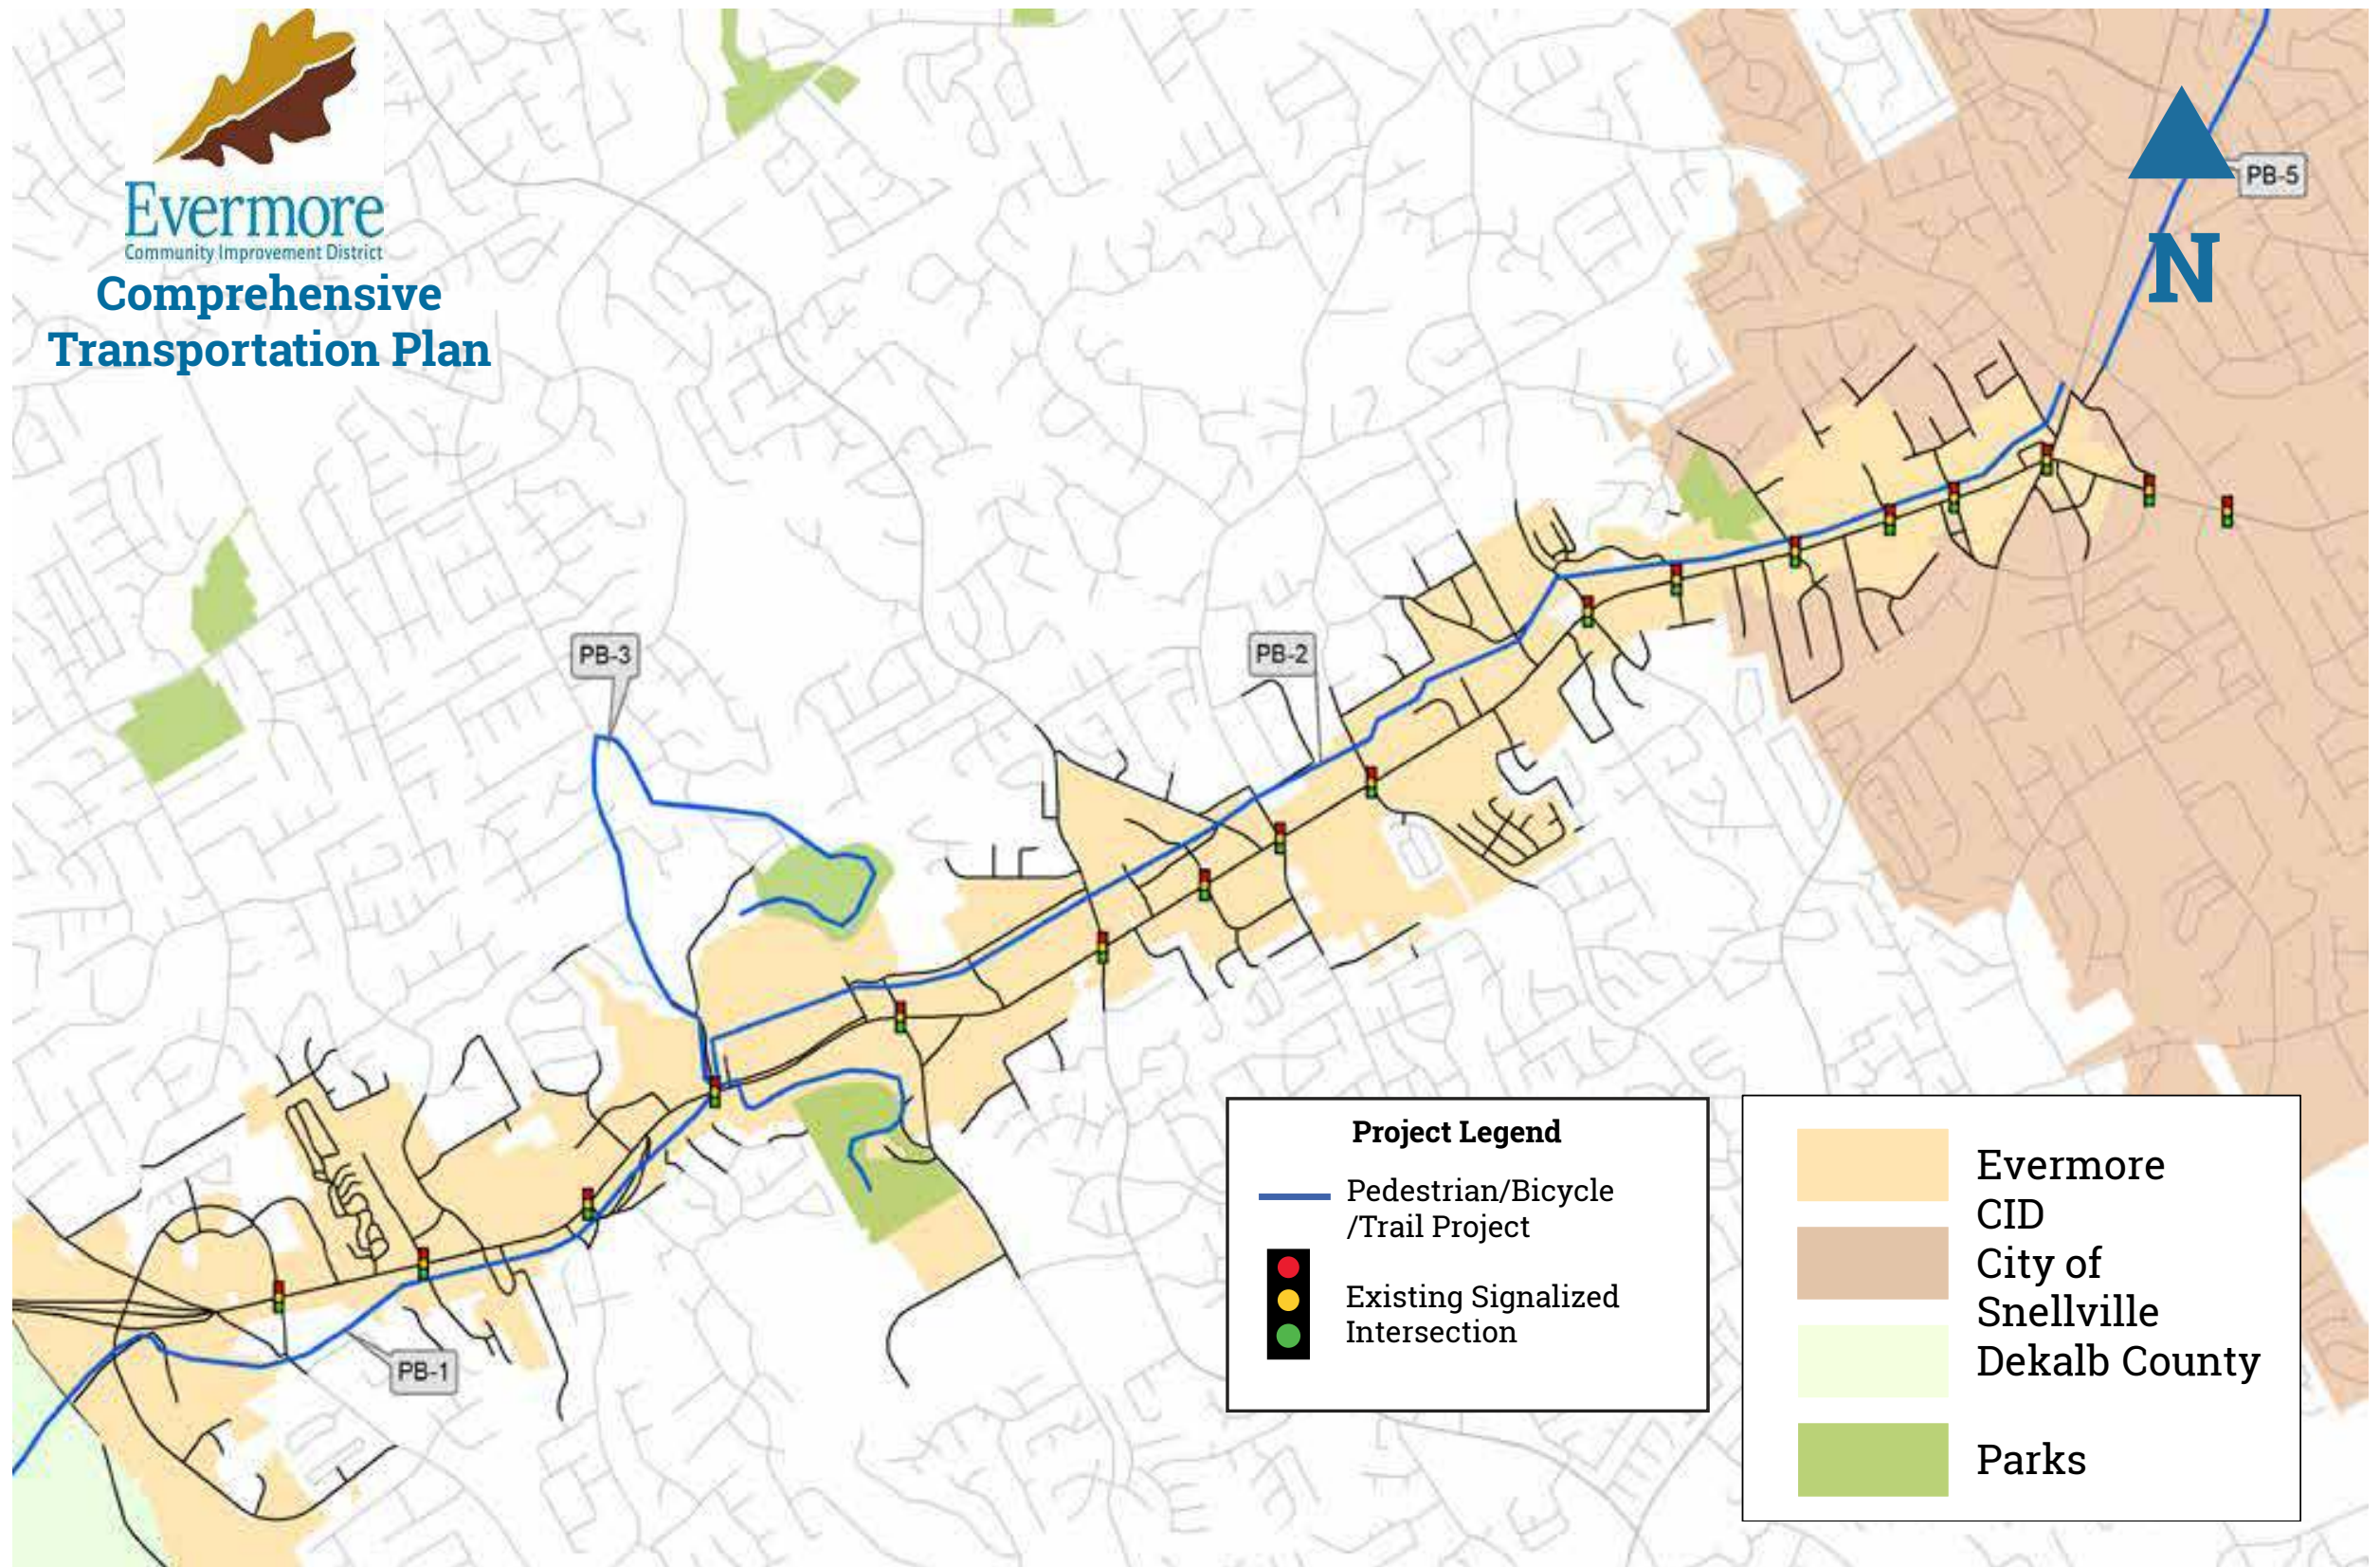 Evermore
Community Improvement District
Comprehensive
Transportation Plan
PB-5
N
PB-3
PB-2
PB-1
Project Legend
Pedestrian/Bicycle
/Trail Project
Existing Signalized
Intersection
Evermore
CID
City of
Snellville
Dekalb County
Parks